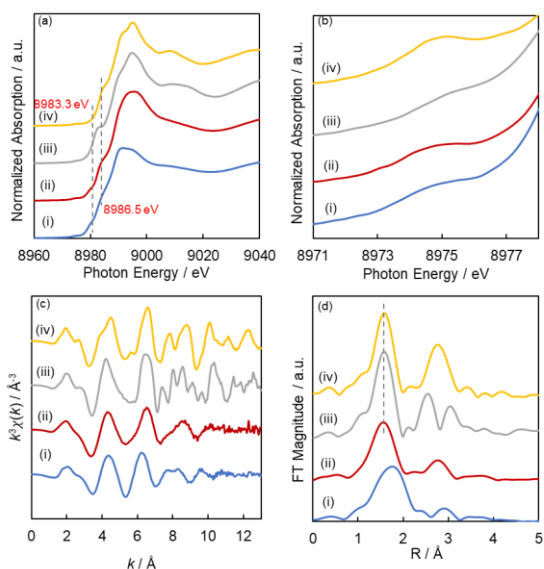 (a)
Normalized Absorption / a.u.
8983.3 eV
(iv)
(iii)
(ii)
8986.5 eV
(i)
8960 8980 9000 9020 9040
Photon Energy / eV
(b)
Normalized Absorption / a.u.
(iv)
(iii)
(ii)
(i)
8971 8973 8975 8977
Photon Energy / eV
(c)
k³χ(k) / Å⁻³
(iv)
(iii)
(ii)
(i)
0 2 4 6 8 10 12
k / Å
(d)
FT Magnitude / a.u.
(iv)
(iii)
(ii)
(i)
0 1 2 3 4 5
R / Å